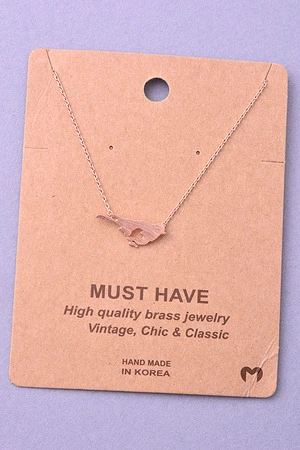 MUST HAVE
High quality brass jewelry
Vintage, Chic & Classic
HAND MADE
IN KOREA
M